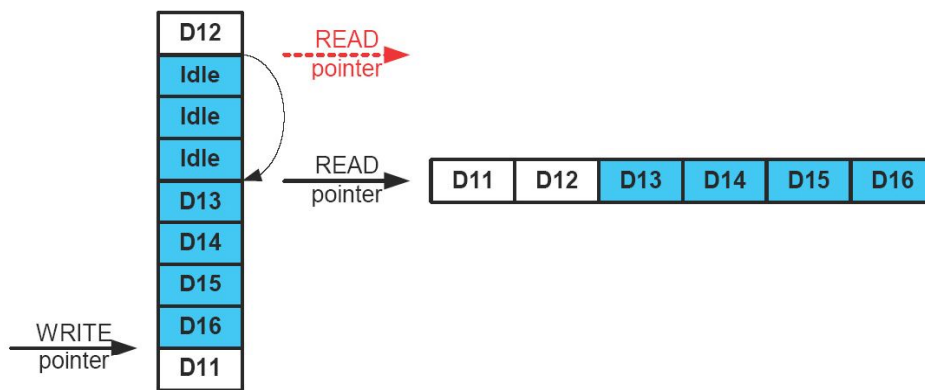 D12
Idle
Idle
Idle
D13
D14
D15
D16
D11
READ
pointer
READ
pointer
WRITE
pointer
D11 D12 D13 D14 D15 D16